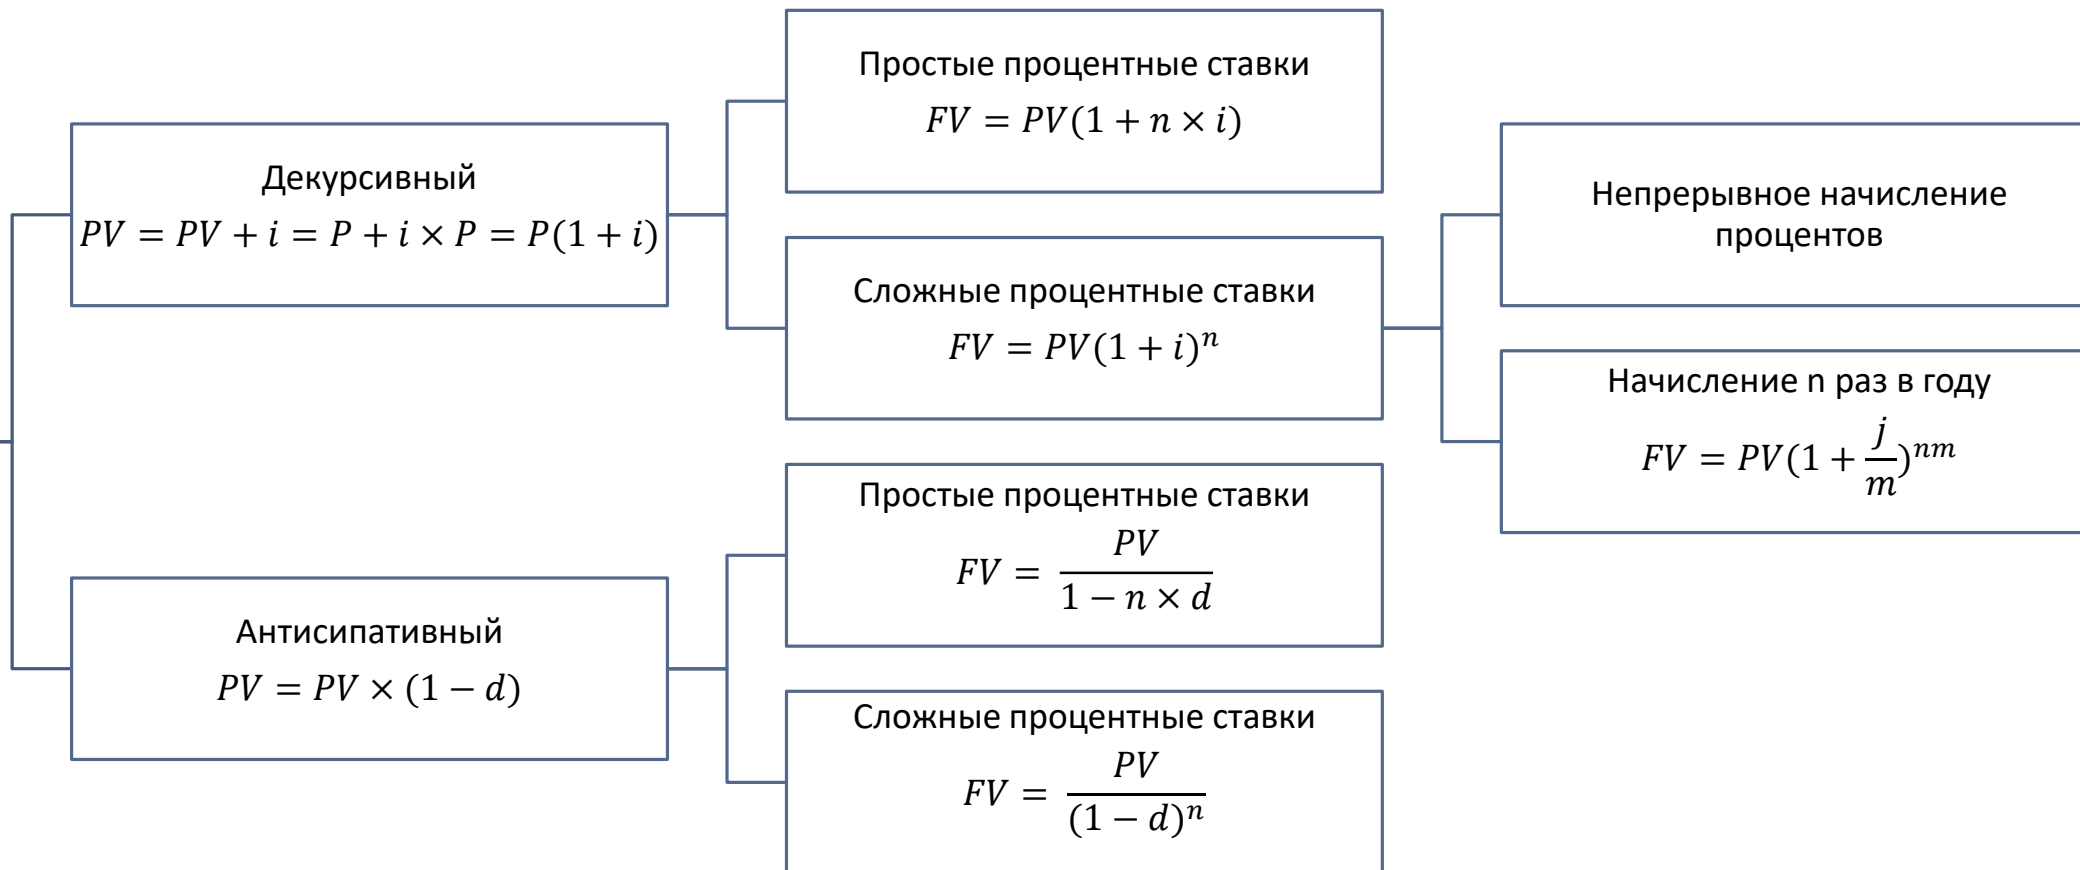 Простые процентные ставки
FV = PV(1 + n × i)
Декурсивный
PV = PV + i = P + i × P = P(1 + i)
Непрерывное начисление
процентов
Сложные процентные ставки
FV = PV(1 + i)^n
Начисление n раз в году
FV = PV(1 + j/m)^nm
Простые процентные ставки
FV = PV / (1 − n × d)
Антисипативный
PV = PV × (1 − d)
Сложные процентные ставки
FV = PV / (1 − d)^n